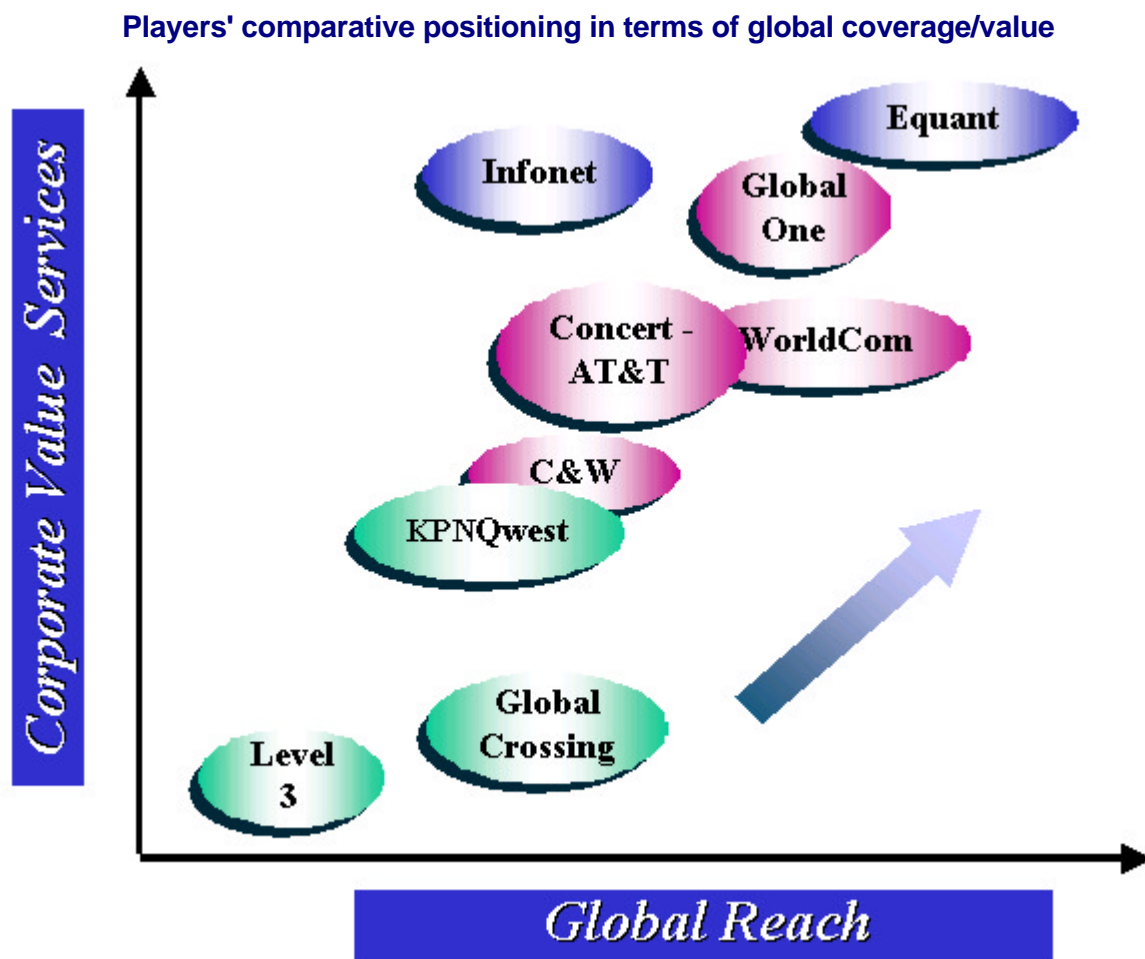 Players' comparative positioning in terms of global coverage/value
Corporate Value Services
Equant
Infonet
Global
One
Concert -
AT&T
WorldCom
C&W
KPNQwest
Global
Crossing
Level
3
Global Reach